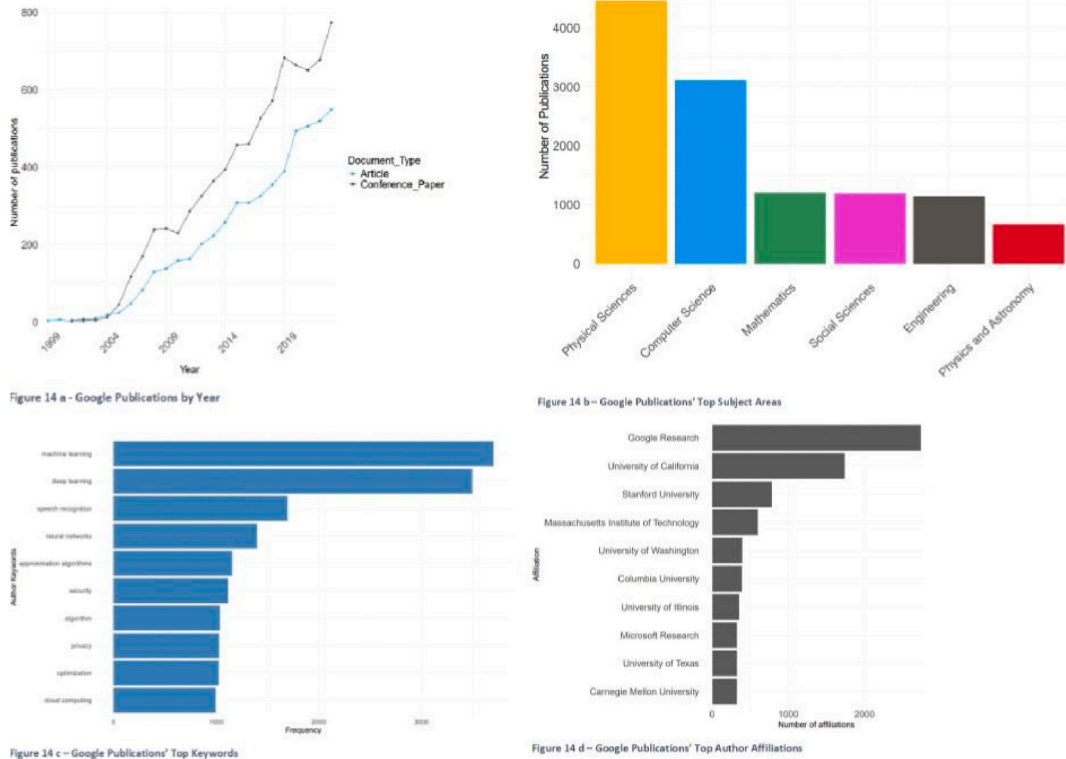 800
600
400
200
0
Number of publications
1999
2004
2009
2014
2019
Year
Document_Type
Article
Conference_Paper
Figure 14 a - Google Publications by Year
4000
3000
2000
1000
0
Number of Publications
Physical Sciences
Computer Science
Mathematics
Social Sciences
Engineering
Physics and Astronomy
Figure 14 b – Google Publications' Top Subject Areas
machine learning
deep learning
speech recognition
neural networks
approximation algorithms
security
algorithm
privacy
optimization
cloud computing
Author Keywords
0
1000
2000
3000
Frequency
Figure 14 c – Google Publications' Top Keywords
Google Research
University of California
Stanford University
Massachusetts Institute of Technology
University of Washington
Columbia University
University of Illinois
Microsoft Research
University of Texas
Carnegie Mellon University
Affiliation
0
1000
2000
Number of affiliations
Figure 14 d – Google Publications' Top Author Affiliations